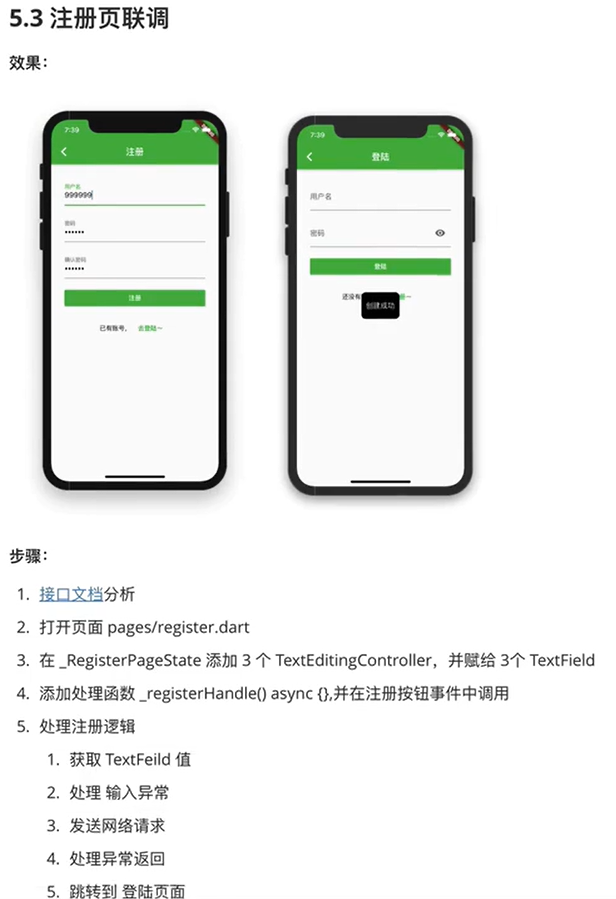 5.3 注册页联调
效果：
7:39
注册
用户名
999999
密码
••••••
确认密码
••••••
注册
已有账号， 去登陆~
7:39
登陆
用户名
密码
登陆
还没有
册~
创建成功
步骤：
1. 接口文档分析
2. 打开页面 pages/register.dart
3. 在 _RegisterPageState 添加 3 个 TextEditingController，并赋给 3个 TextField
4. 添加处理函数 _registerHandle() async {},并在注册按钮事件中调用
5. 处理注册逻辑
1. 获取 TextFeild 值
2. 处理 输入异常
3. 发送网络请求
4. 处理异常返回
5. 跳转到 登陆页面